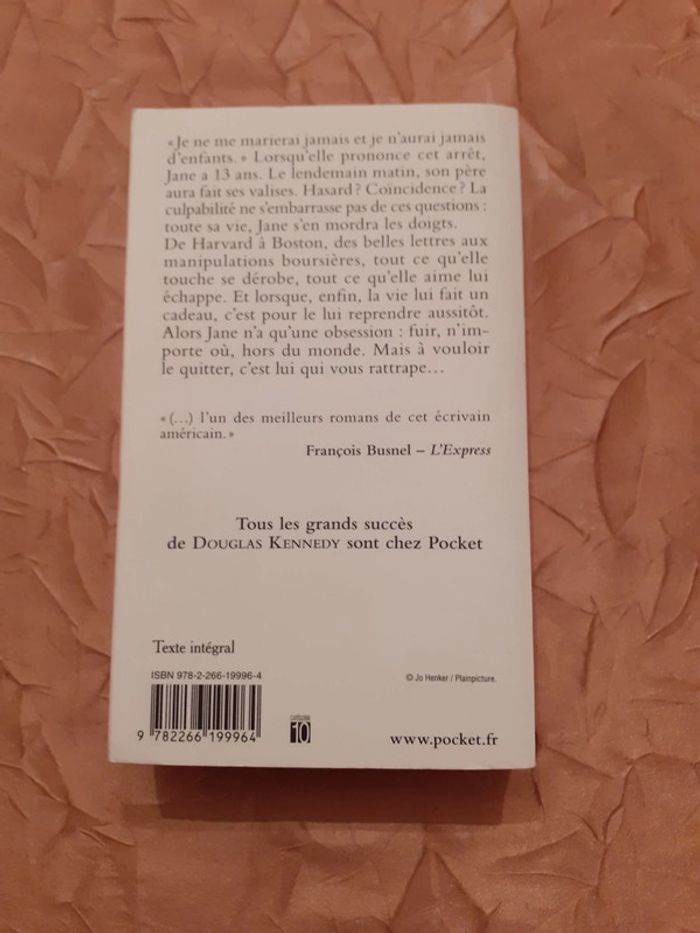 « Je ne me marierai jamais et je n'aurai jamais
d'enfants. » Lorsqu'elle prononce cet arrêt,
Jane a 13 ans. Le lendemain matin, son père
aura fait ses valises. Hasard ? Coïncidence ? La
culpabilité ne s'embarrasse pas de ces questions :
toute sa vie, Jane s'en mordra les doigts.
De Harvard à Boston, des belles lettres aux
manipulations boursières, tout ce qu'elle
touche se dérobe, tout ce qu'elle aime lui
échappe. Et lorsque, enfin, la vie lui fait un
cadeau, c'est pour le lui reprendre aussitôt.
Alors Jane n'a qu'une obsession : fuir, n'im-
porte où, hors du monde. Mais à vouloir
le quitter, c'est lui qui vous rattrape…
« (…) l'un des meilleurs romans de cet écrivain
américain. »
François Busnel – L'Express
Tous les grands succès
de DOUGLAS KENNEDY sont chez Pocket
Texte intégral
ISBN 978-2-266-19996-4
© Jo Henker / Plainpicture.
9 782266 199964
CATÉGORIE
10
www.pocket.fr